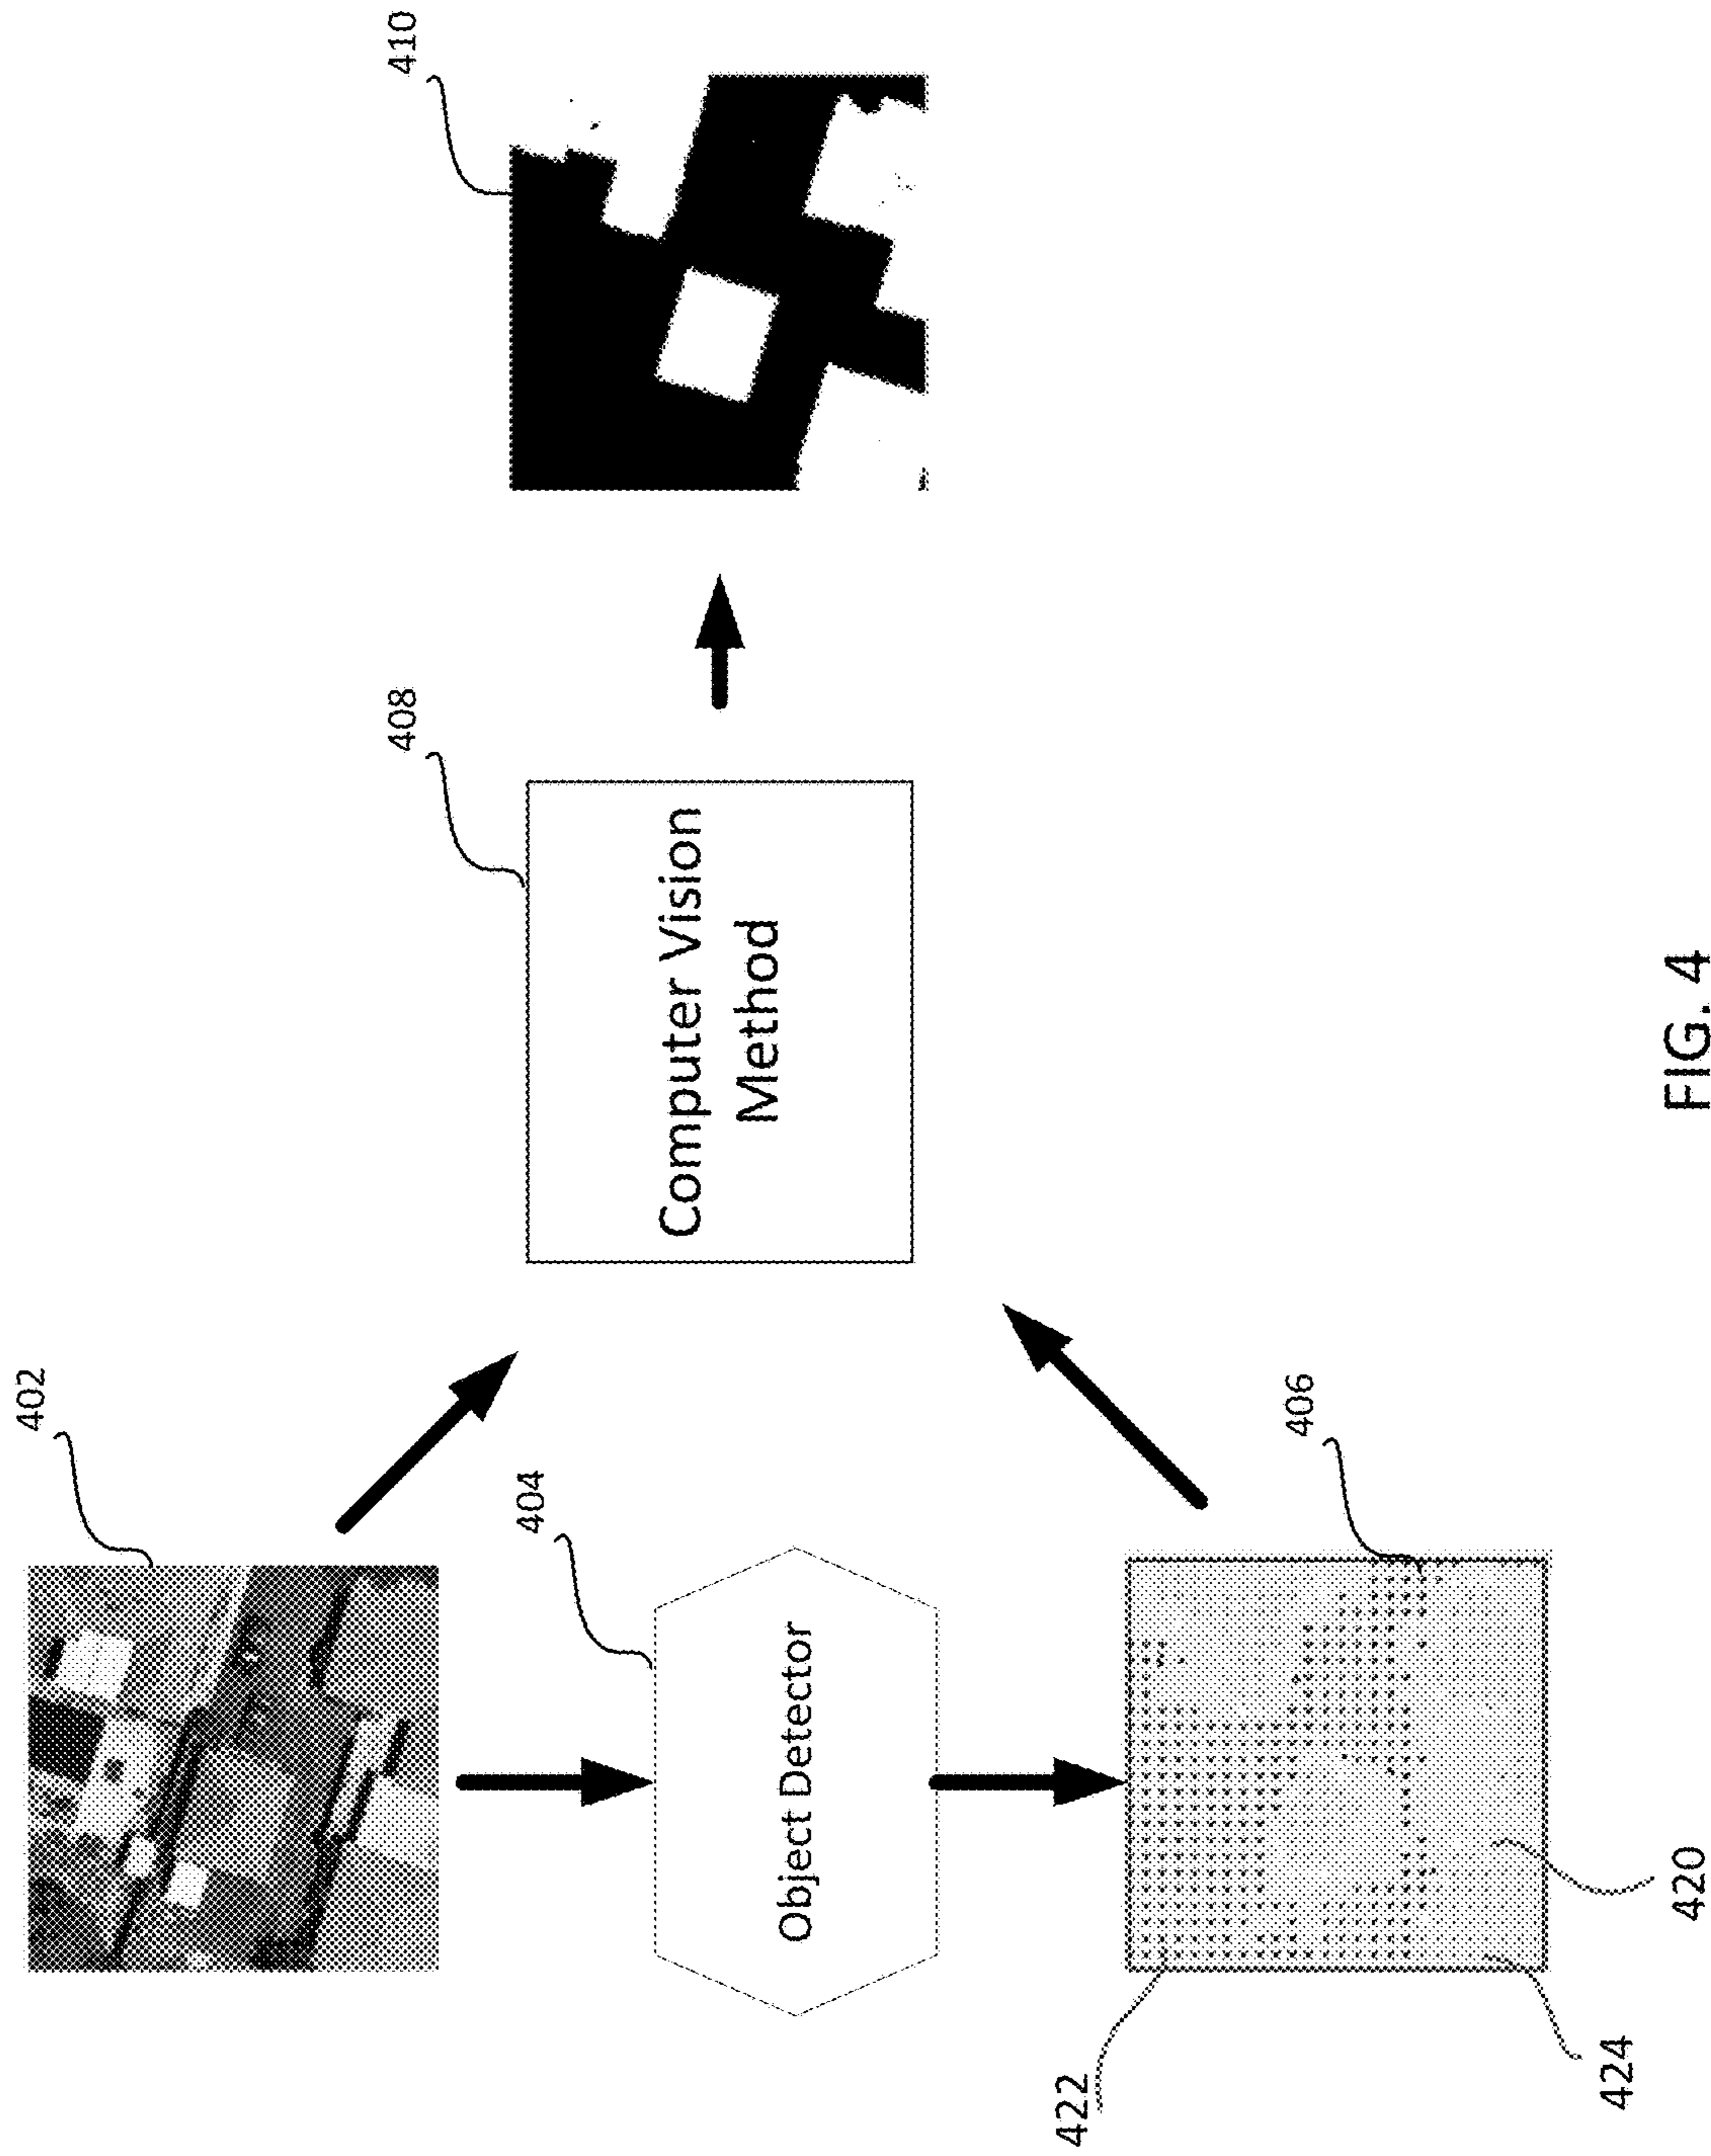 402
404
Object Detector
406
422
424
420
408
Computer Vision
Method
410
FIG. 4